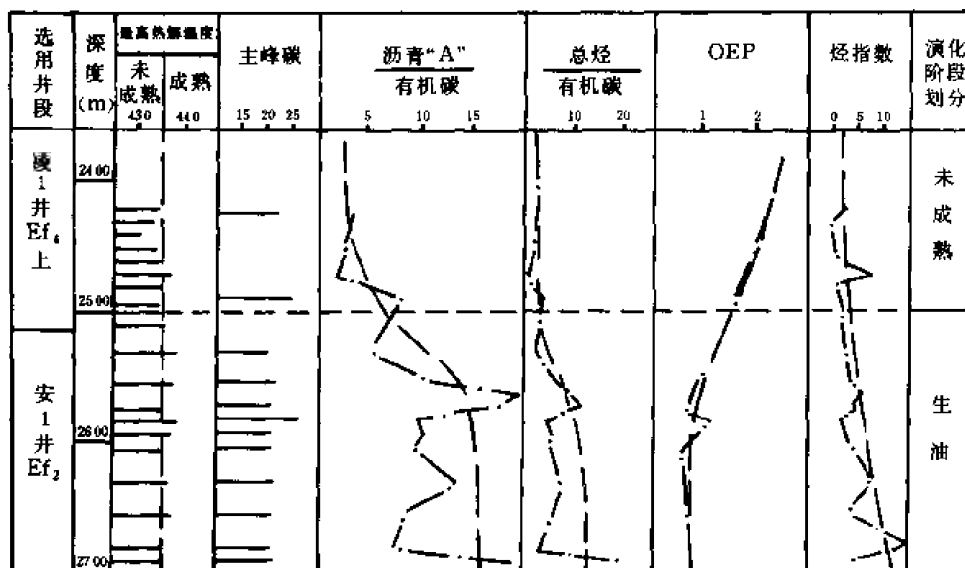 选用井段
深度(m)
最高热解温度
未成熟
成熟
430
440
主峰碳
15 20 25
沥青“A”
有机碳
5 10 15
总烃
有机碳
10 20
OEP
1 2
烃指数
0 5 10
演化阶段划分
凌1井Ef₄上
安1井Ef₂
2400
2500
2600
2700
未成熟
生油